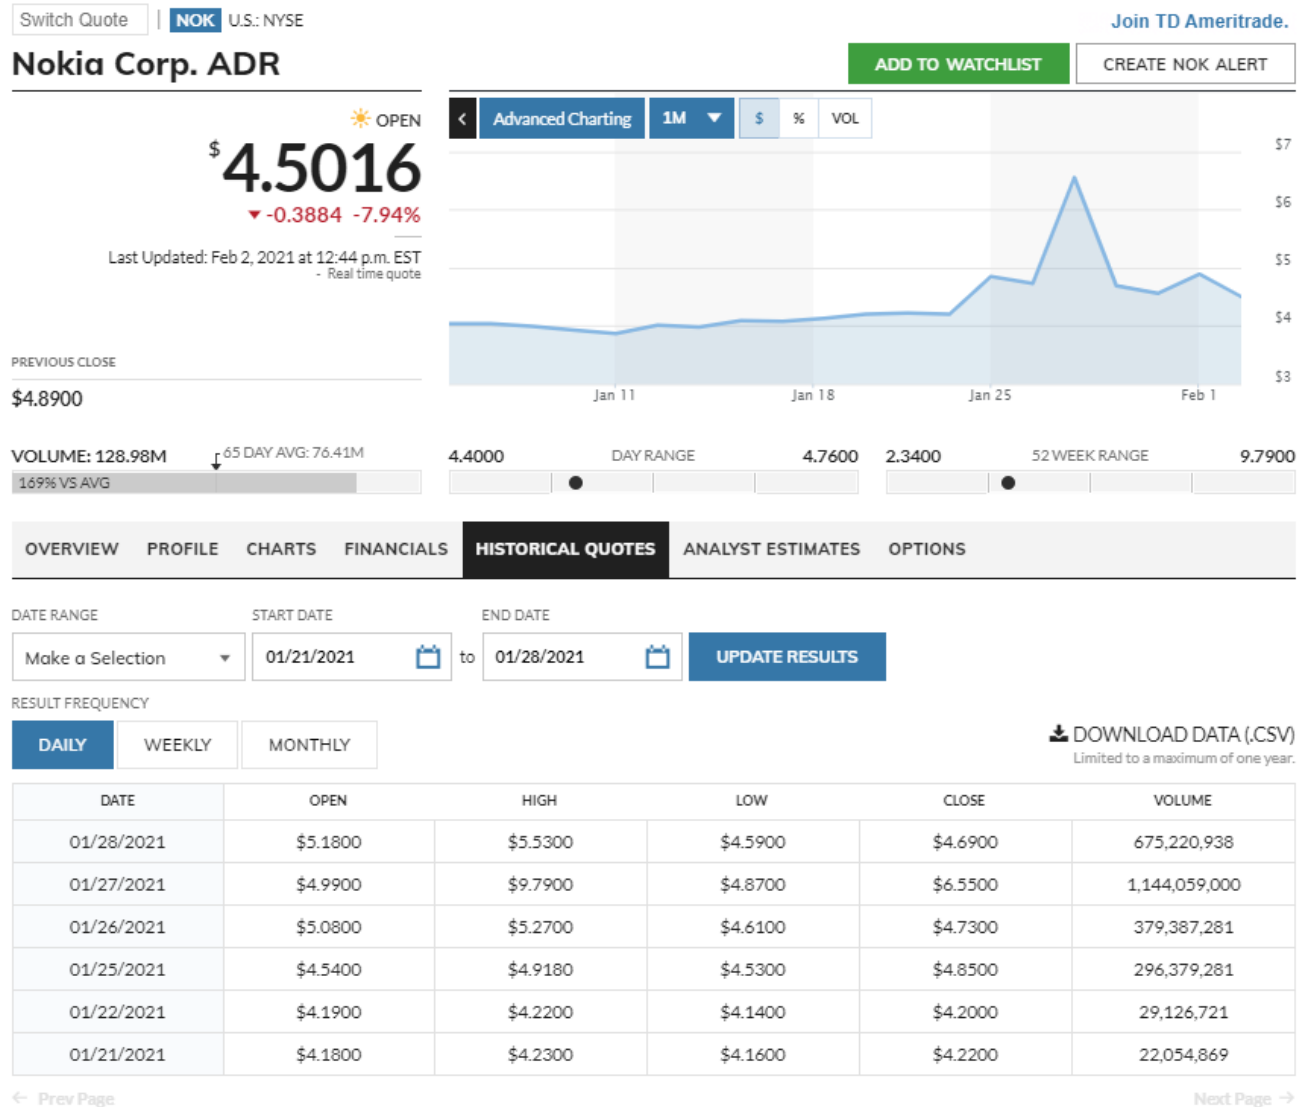 Switch Quote | NOK U.S.: NYSE
Join TD Ameritrade.
Nokia Corp. ADR
ADD TO WATCHLIST
CREATE NOK ALERT
OPEN
$4.5016
-0.3884 -7.94%
Last Updated: Feb 2, 2021 at 12:44 p.m. EST
- Real time quote
PREVIOUS CLOSE
$4.8900
Advanced Charting 1M $ % VOL
$7
$6
$5
$4
$3
Jan 11 Jan 18 Jan 25 Feb 1
VOLUME: 128.98M 65 DAY AVG: 76.41M
169% VS AVG
4.4000 DAY RANGE 4.7600
2.3400 52 WEEK RANGE 9.7900
OVERVIEW PROFILE CHARTS FINANCIALS HISTORICAL QUOTES ANALYST ESTIMATES OPTIONS
DATE RANGE START DATE END DATE
Make a Selection 01/21/2021 to 01/28/2021 UPDATE RESULTS
RESULT FREQUENCY
DAILY WEEKLY MONTHLY
DOWNLOAD DATA (.CSV)
Limited to a maximum of one year.
DATE OPEN HIGH LOW CLOSE VOLUME
01/28/2021 $5.1800 $5.5300 $4.5900 $4.6900 675,220,938
01/27/2021 $4.9900 $9.7900 $4.8700 $6.5500 1,144,059,000
01/26/2021 $5.0800 $5.2700 $4.6100 $4.7300 379,387,281
01/25/2021 $4.5400 $4.9180 $4.5300 $4.8500 296,379,281
01/22/2021 $4.1900 $4.2200 $4.1400 $4.2000 29,126,721
01/21/2021 $4.1800 $4.2300 $4.1600 $4.2200 22,054,869
← Prev Page Next Page →